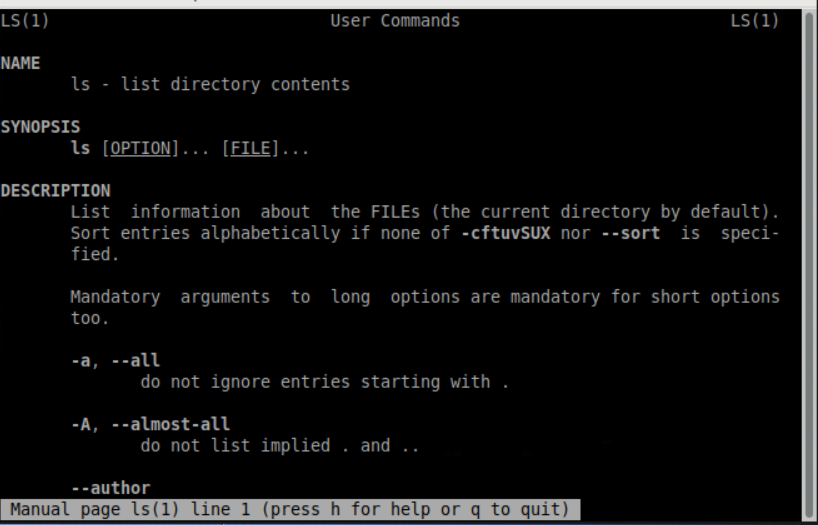 LS(1) User Commands LS(1)
NAME
ls - list directory contents
SYNOPSIS
ls [OPTION]... [FILE]...
DESCRIPTION
List information about the FILEs (the current directory by default).
Sort entries alphabetically if none of -cftuvSUX nor --sort is speci-
fied.
Mandatory arguments to long options are mandatory for short options
too.
-a, --all
do not ignore entries starting with .
-A, --almost-all
do not list implied . and ..
--author
Manual page ls(1) line 1 (press h for help or q to quit)